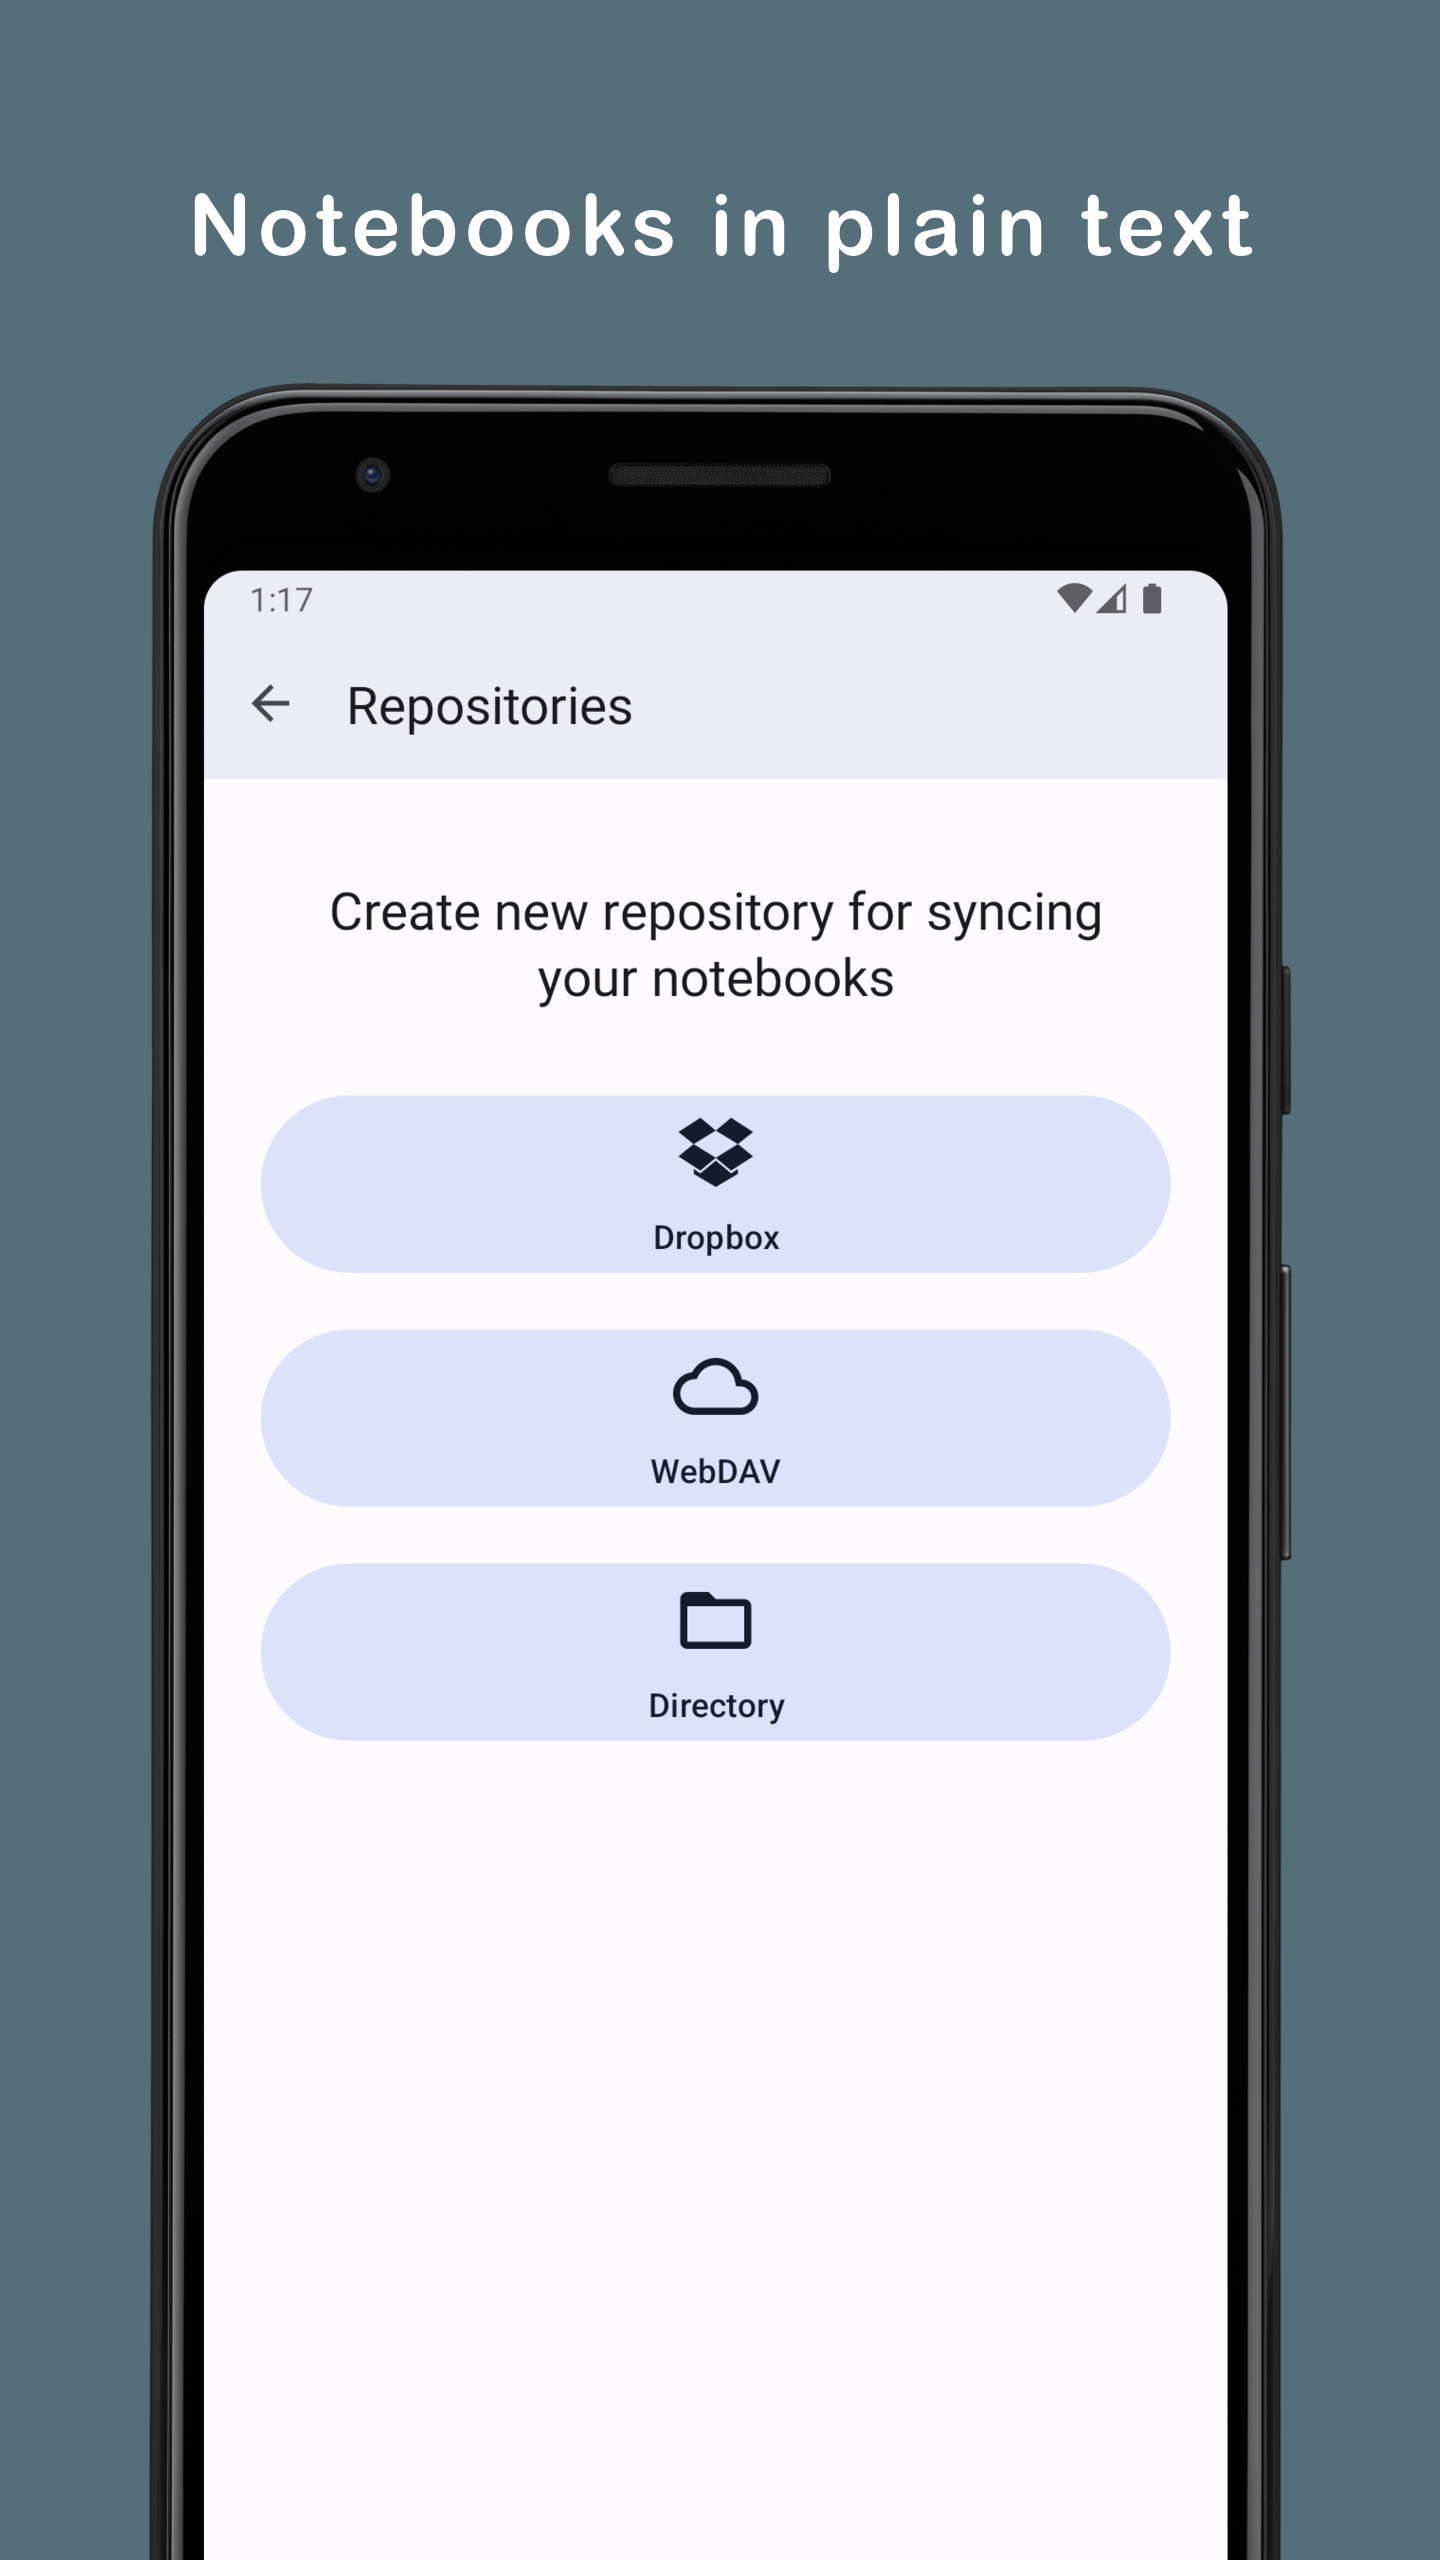 Notebooks in plain text
1:17
Repositories
Create new repository for syncing
your notebooks
Dropbox
WebDAV
Directory